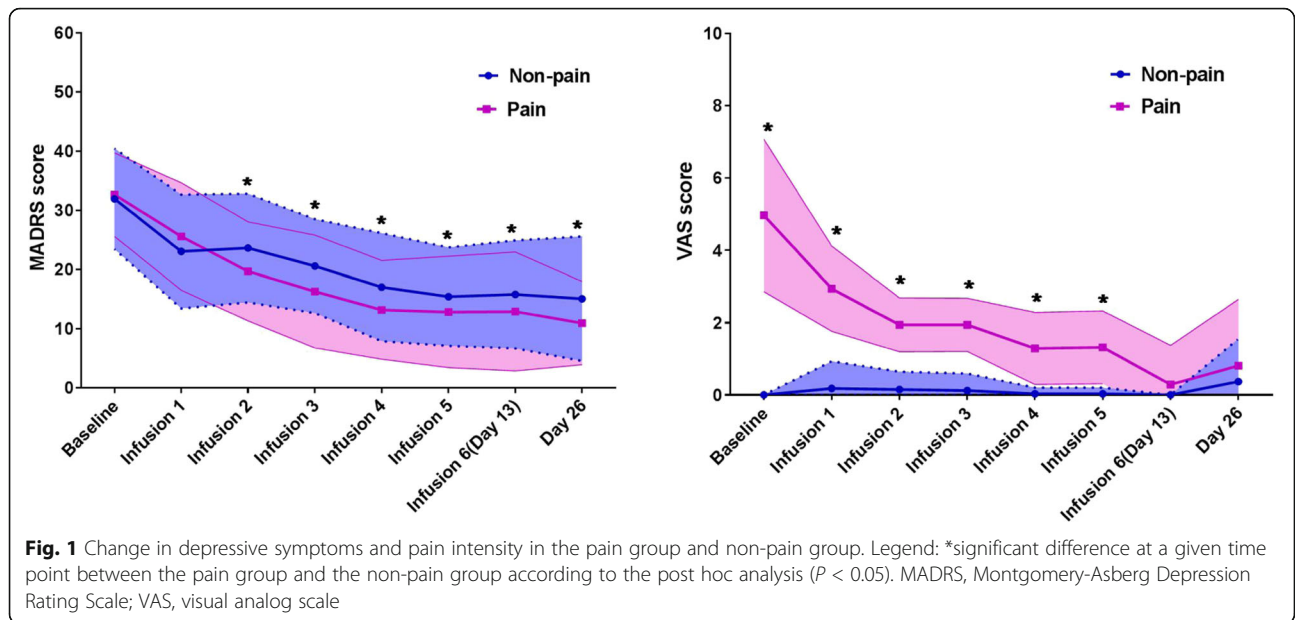 60
50
40
30
20
10
0
MADRS score
Non-pain
Pain
*
*
*
*
*
*
Baseline
Infusion 1
Infusion 2
Infusion 3
Infusion 4
Infusion 5
Infusion 6(Day 13)
Day 26
10
8
6
4
2
0
VAS score
Non-pain
Pain
*
*
*
*
*
*
Baseline
Infusion 1
Infusion 2
Infusion 3
Infusion 4
Infusion 5
Infusion 6(Day 13)
Day 26
Fig. 1 Change in depressive symptoms and pain intensity in the pain group and non-pain group. Legend: *significant difference at a given time
point between the pain group and the non-pain group according to the post hoc analysis (P < 0.05). MADRS, Montgomery-Asberg Depression
Rating Scale; VAS, visual analog scale